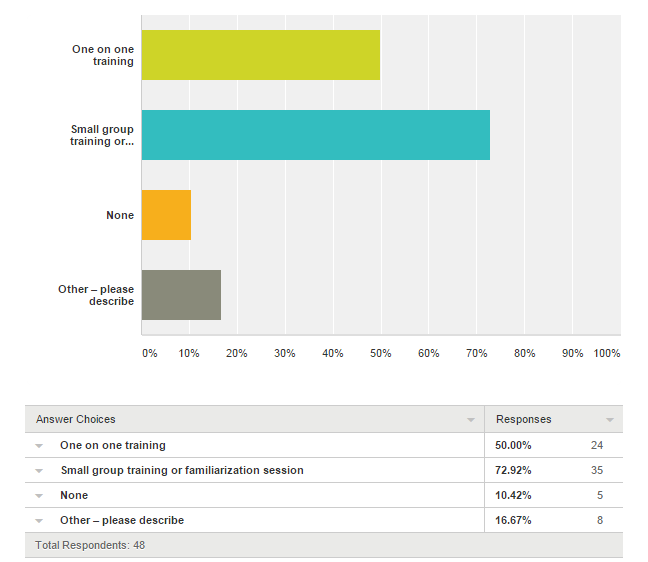 One on one
training
Small group
training or...
None
Other – please
describe
0% 10% 20% 30% 40% 50% 60% 70% 80% 90% 100%
Answer Choices Responses
One on one training 50.00% 24
Small group training or familiarization session 72.92% 35
None 10.42% 5
Other – please describe 16.67% 8
Total Respondents: 48